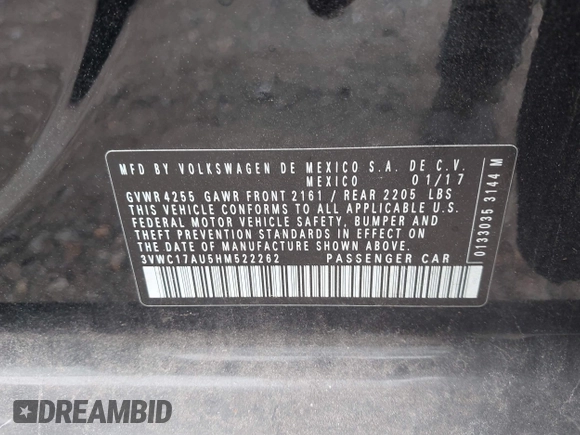 MFD BY VOLKSWAGEN DE MEXICO S.A. DE C.V.
MEXICO 01/17
GVWR 4255 GAWR FRONT 2161 / REAR 2205 LBS
THIS VEHICLE CONFORMS TO ALL APPLICABLE U.S.
FEDERAL MOTOR VEHICLE SAFETY, BUMPER AND
THEFT PREVENTION STANDARDS IN EFFECT ON
THE DATE OF MANUFACTURE SHOWN ABOVE.
3VWC17AU5HM522262 PASSENGER CAR
0133035 3144 M
DREAMBID